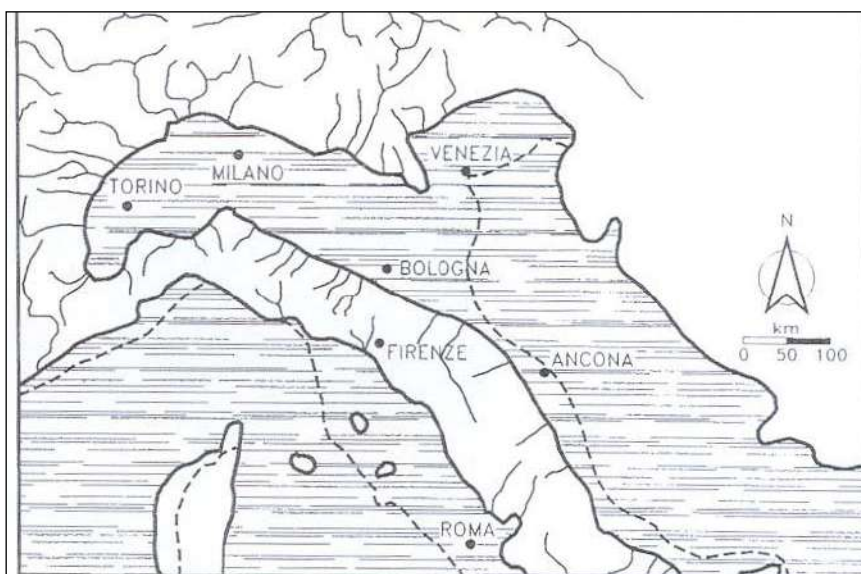 VENEZIA
MILANO
TORINO
N
BOLOGNA
km
0 50 100
FIRENZE
ANCONA
ROMA